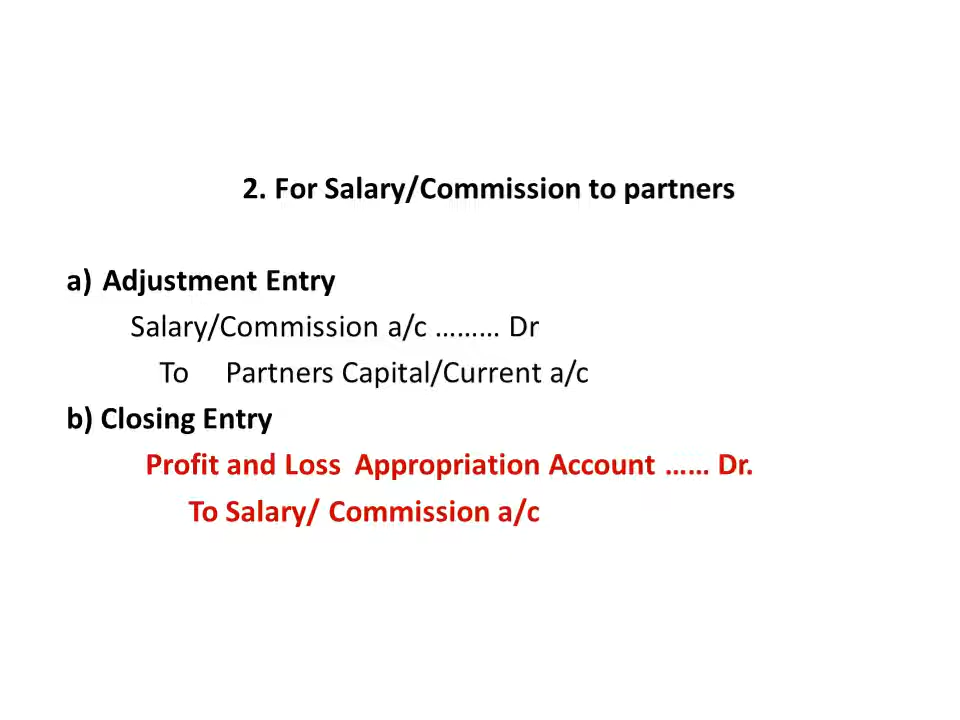 2. For Salary/Commission to partners
a) Adjustment Entry
Salary/Commission a/c ……… Dr
To Partners Capital/Current a/c
b) Closing Entry
Profit and Loss Appropriation Account …… Dr.
To Salary/ Commission a/c